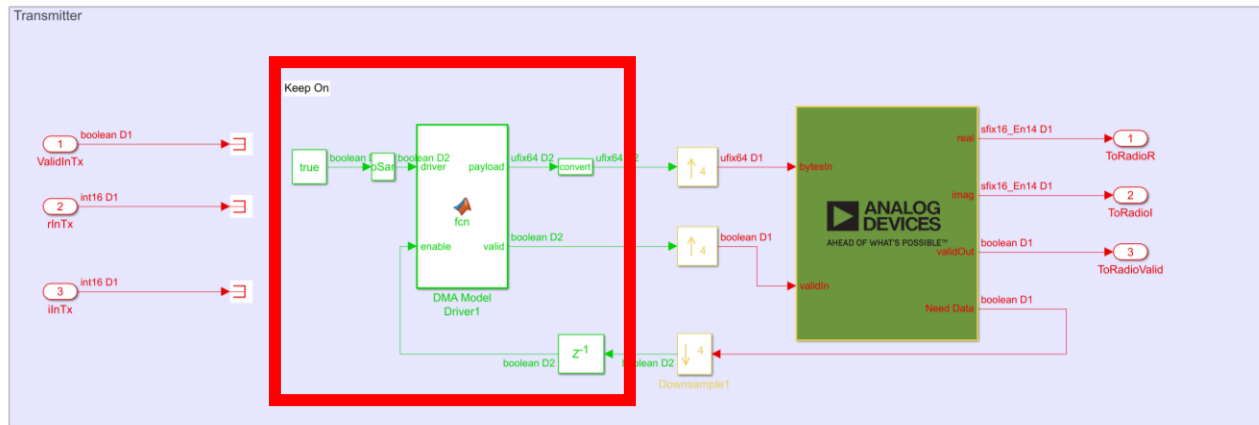 Transmitter
Keep On
boolean D1
1
ValidInTx
int16 D1
2
rInTx
int16 D1
3
iInTx
true
boolean D2
driver
payload
fcn
enable
valid
DMA Model
Driver1
ufix64 D2
convert
ufix64 D2
4
ufix64 D1
boolean D2
4
boolean D1
Z-1
boolean D2
boolean D2
4
Downsample1
bytesIn
validIn
real
imag
validOut
Need Data
ANALOG
DEVICES
AHEAD OF WHAT'S POSSIBLE™
sfix16_En14 D1
1
ToRadioR
sfix16_En14 D1
2
ToRadioI
boolean D1
3
ToRadioValid
boolean D1